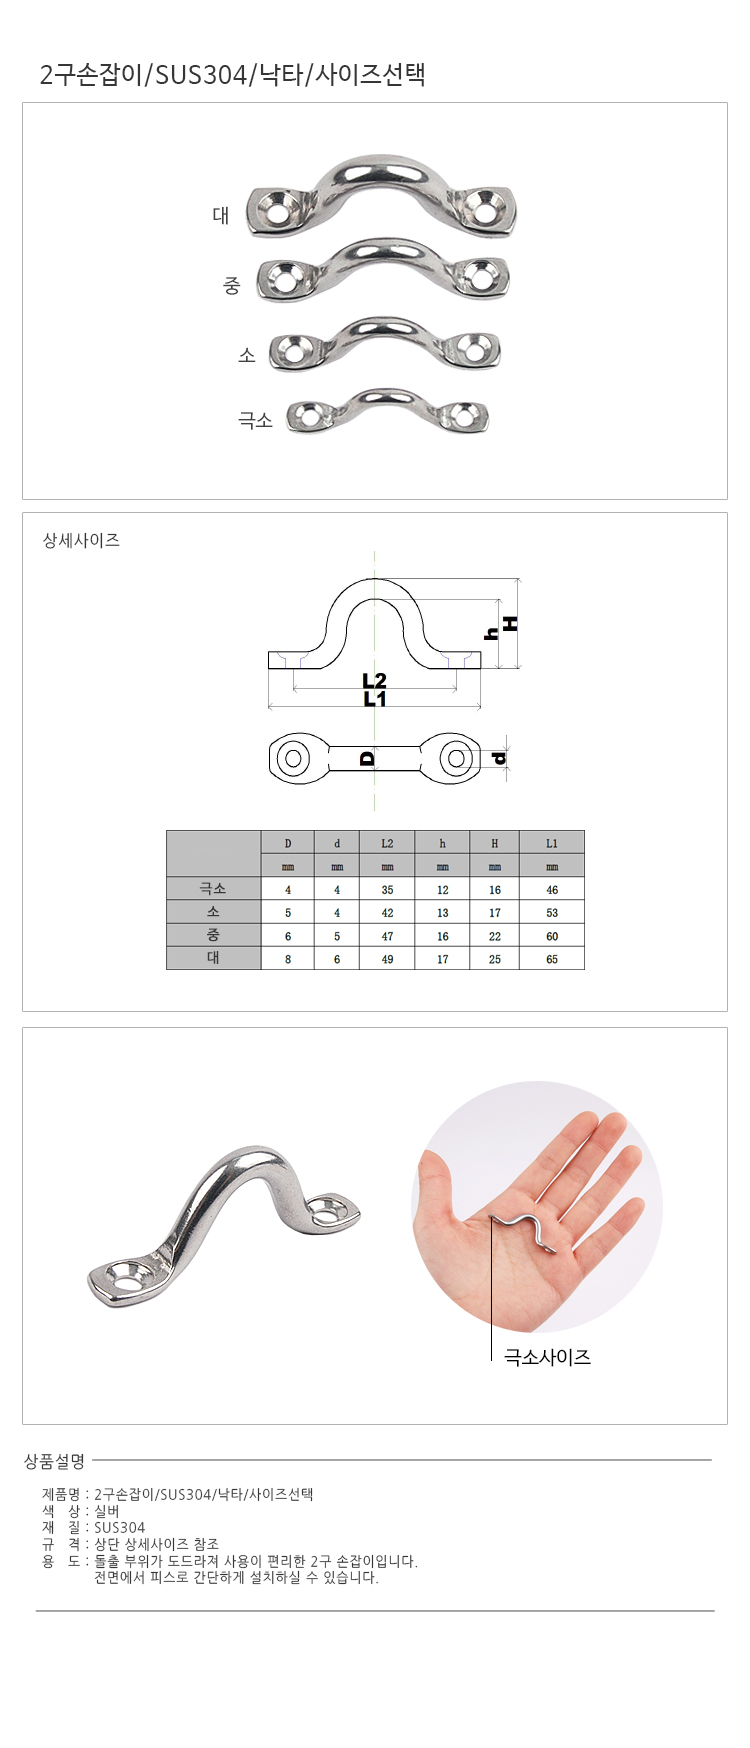 2구손잡이/SUS304/낙타/사이즈선택
대
중
소
극소
상세사이즈
h H
L2
L1
D d
D d L2 h H L1
mm mm mm mm mm mm
극소 4 4 35 12 16 46
소 5 4 42 13 17 53
중 6 5 47 16 22 60
대 8 6 49 17 25 65
극소사이즈
상품설명
제품명 : 2구손잡이/SUS304/낙타/사이즈선택
색 상 : 실버
재 질 : SUS304
규 격 : 상단 상세사이즈 참조
용 도 : 돌출 부위가 도드라져 사용이 편리한 2구 손잡이입니다.
전면에서 피스로 간단하게 설치하실 수 있습니다.